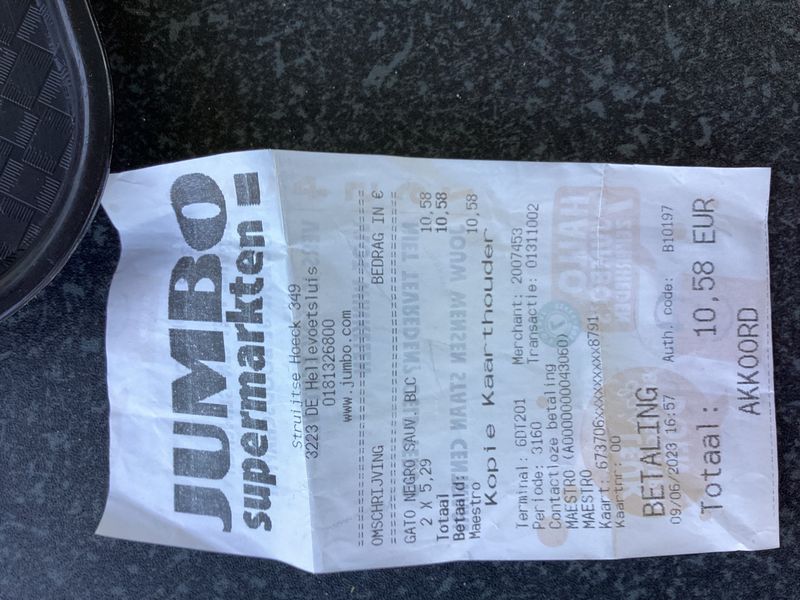 JUMBO
supermarkten
Struijtse Hoeck 349
3223 DE Hellevoetsluis
0181326800
www.jumbo.com
OMSCHRIJVING BEDRAG IN €
GATO NEGRO SAUV. BLC
2 X 5,29 10,58
Totaal 10,58
Betaald:
Maestro 10,58
Kopie Kaarthouder
Terminal: GDT201 Merchant: 2007453
Periode: 3160 Transactie: 01311002
Contactloze betaling
MAESTRO (A0000000043060)
MAESTRO
Kaart: 673706xxxxxxxxx8791
Kaartnr: 00
BETALING
09/06/2023 16:57 Auth. code: B10197
Totaal: 10,58 EUR
AKKOORD